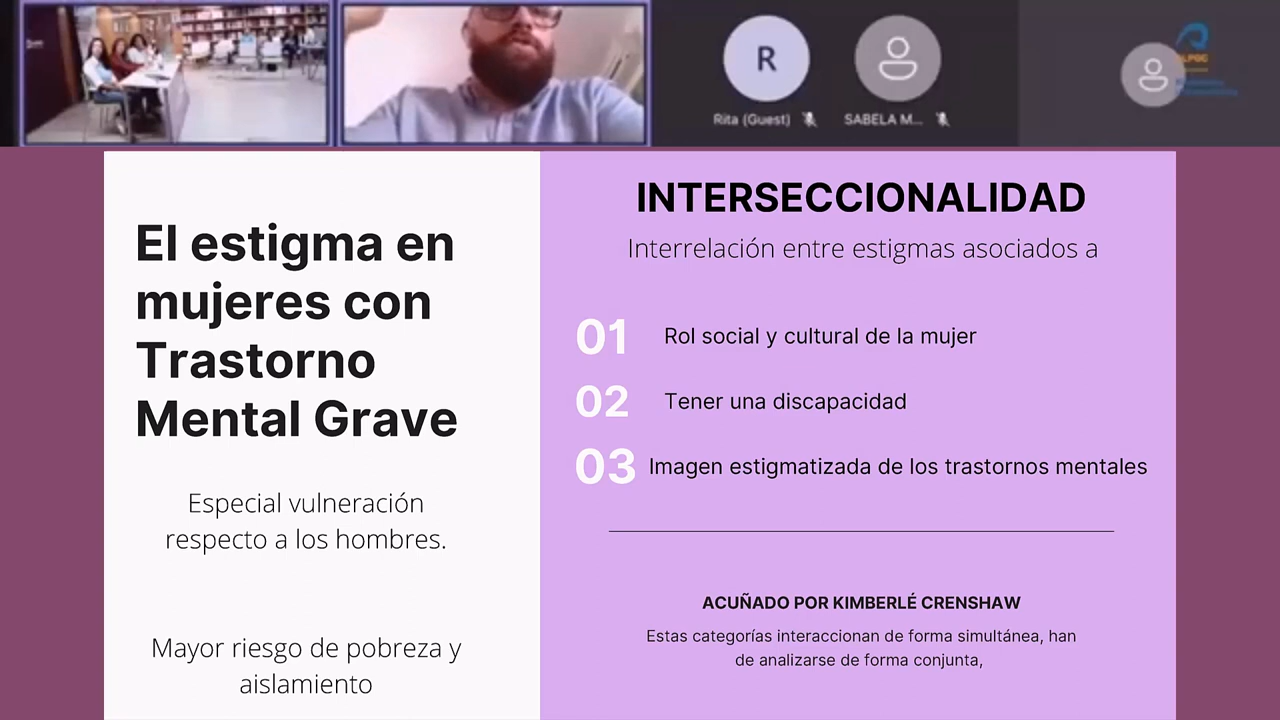 R
Rita (Guest)
SABELA M...
El estigma en
mujeres con
Trastorno
Mental Grave
Especial vulneración
respecto a los hombres.
Mayor riesgo de pobreza y
aislamiento
INTERSECCIONALIDAD
Interrelación entre estigmas asociados a
01 Rol social y cultural de la mujer
02 Tener una discapacidad
03 Imagen estigmatizada de los trastornos mentales
ACUÑADO POR KIMBERLÉ CRENSHAW
Estas categorías interaccionan de forma simultánea, han
de analizarse de forma conjunta,